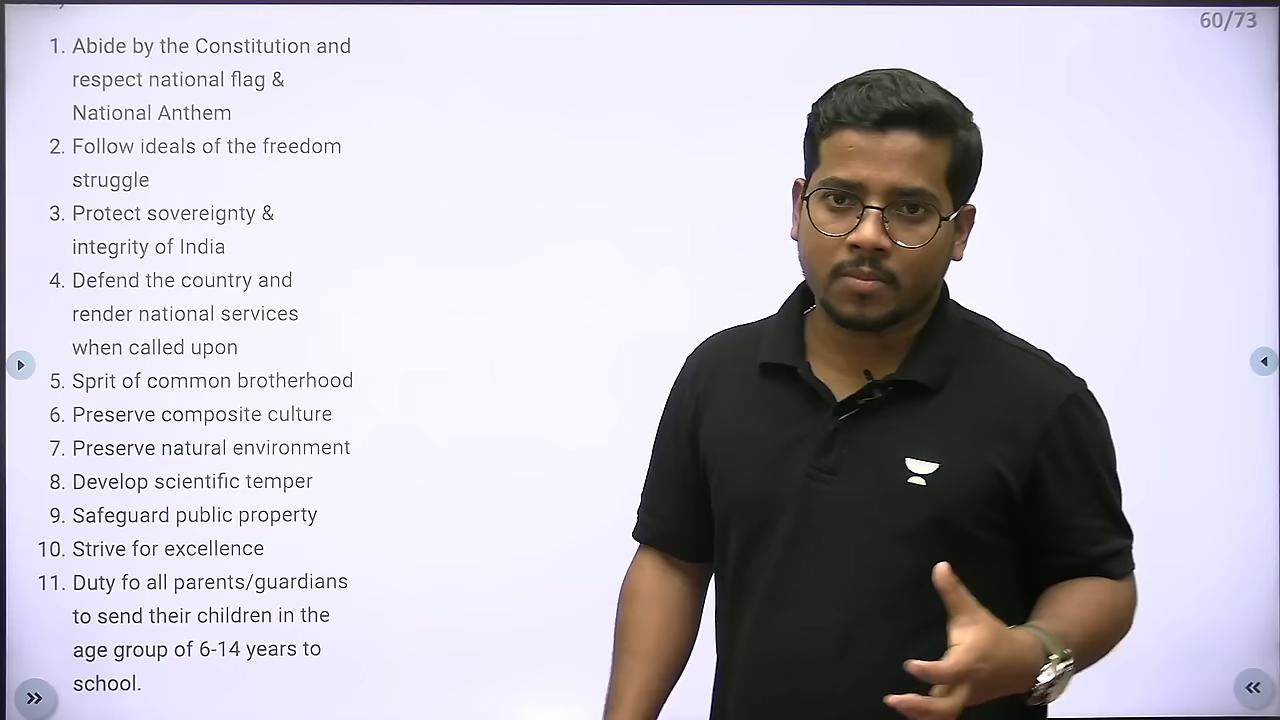 60/73
1. Abide by the Constitution and
respect national flag &
National Anthem
2. Follow ideals of the freedom
struggle
3. Protect sovereignty &
integrity of India
4. Defend the country and
render national services
when called upon
5. Sprit of common brotherhood
6. Preserve composite culture
7. Preserve natural environment
8. Develop scientific temper
9. Safeguard public property
10. Strive for excellence
11. Duty fo all parents/guardians
to send their children in the
age group of 6-14 years to
school.